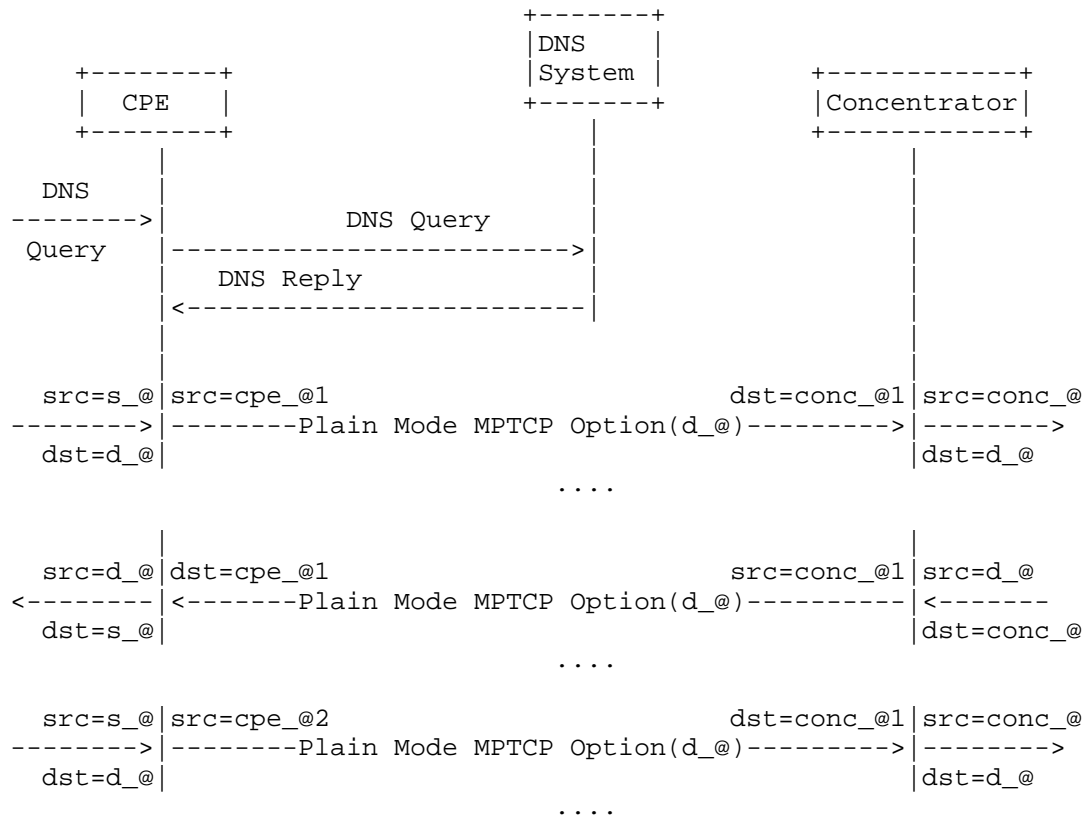 DNS
System
CPE
Concentrator
DNS
Query
DNS Query
DNS Reply
src=s_@ src=cpe_@1 dst=conc_@1 src=conc_@
Plain Mode MPTCP Option(d_@)
dst=d_@ dst=d_@
....
src=d_@ dst=cpe_@1 src=conc_@1 src=d_@
Plain Mode MPTCP Option(d_@)
dst=s_@ dst=conc_@
....
src=s_@ src=cpe_@2 dst=conc_@1 src=conc_@
Plain Mode MPTCP Option(d_@)
dst=d_@ dst=d_@
....